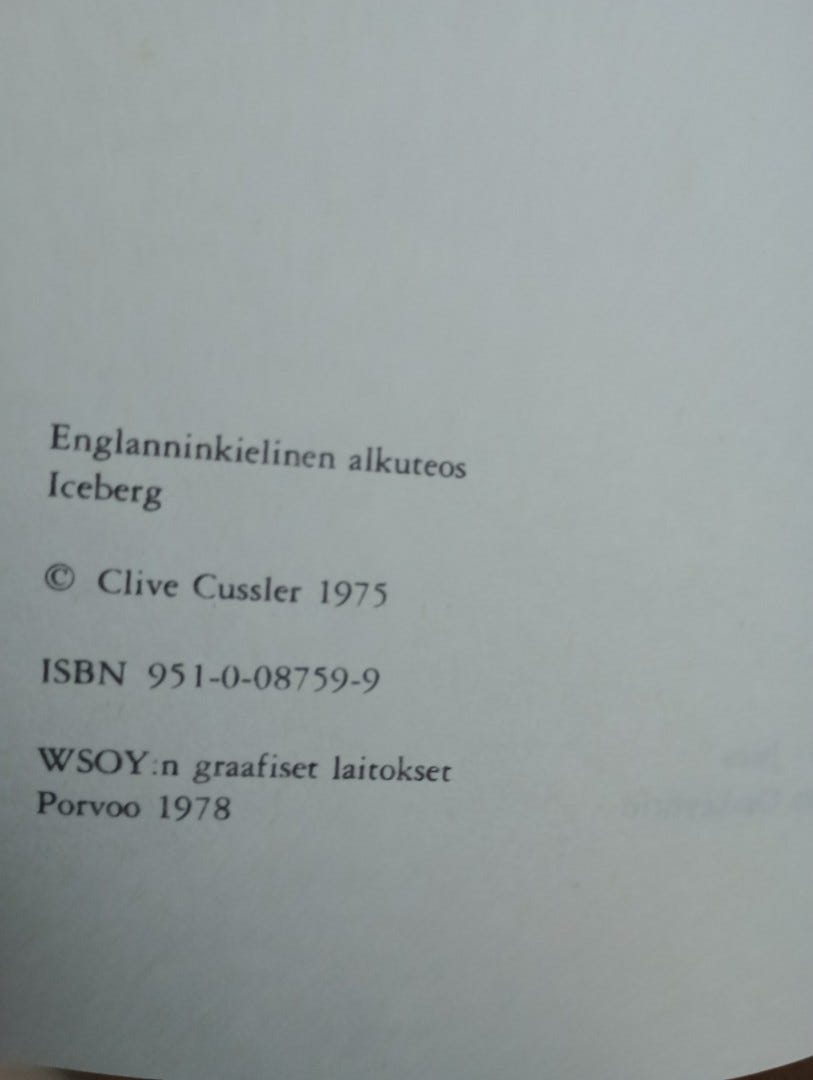 Englanninkielinen alkuteos
Iceberg
© Clive Cussler 1975
ISBN 951-0-08759-9
WSOY:n graafiset laitokset
Porvoo 1978